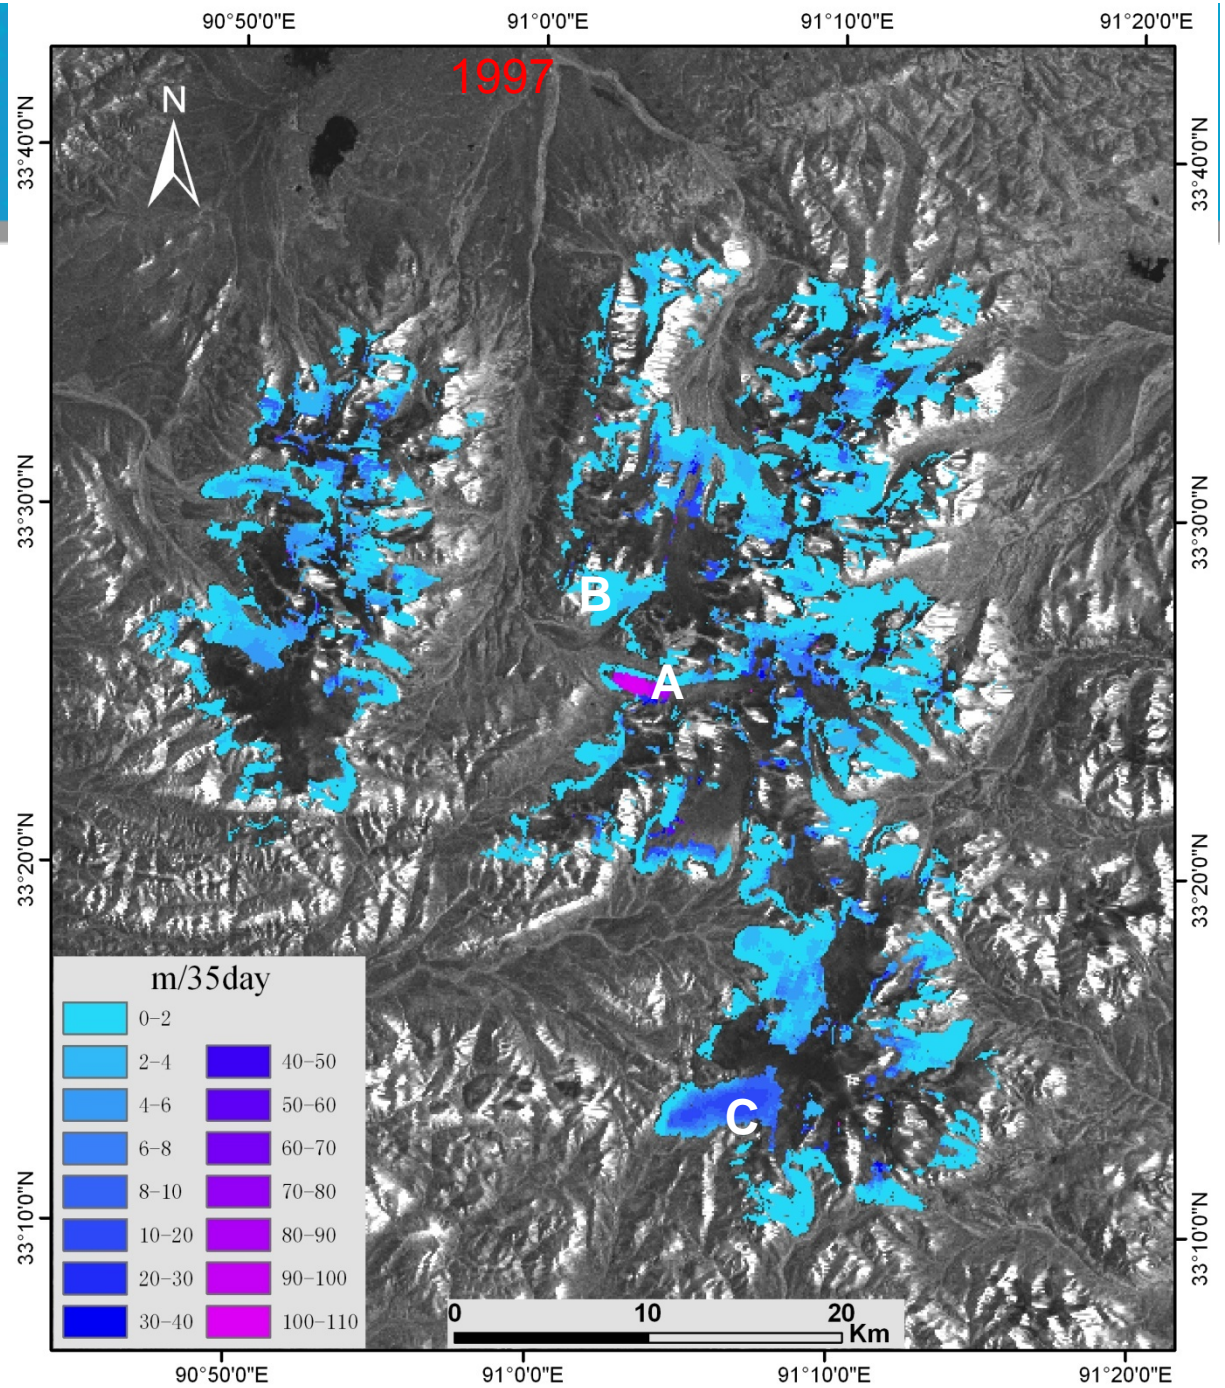 90°50'0"E 91°0'0"E 91°10'0"E 91°20'0"E
1997
N
33°40'0"N 33°40'0"N
33°30'0"N 33°30'0"N
B
A
33°20'0"N 33°20'0"N
m/35day
0-2
2-4 40-50
4-6 50-60
6-8 60-70
8-10 70-80
10-20 80-90
20-30 90-100
30-40 100-110
C
33°10'0"N 33°10'0"N
0 10 20
Km
90°50'0"E 91°0'0"E 91°10'0"E 91°20'0"E